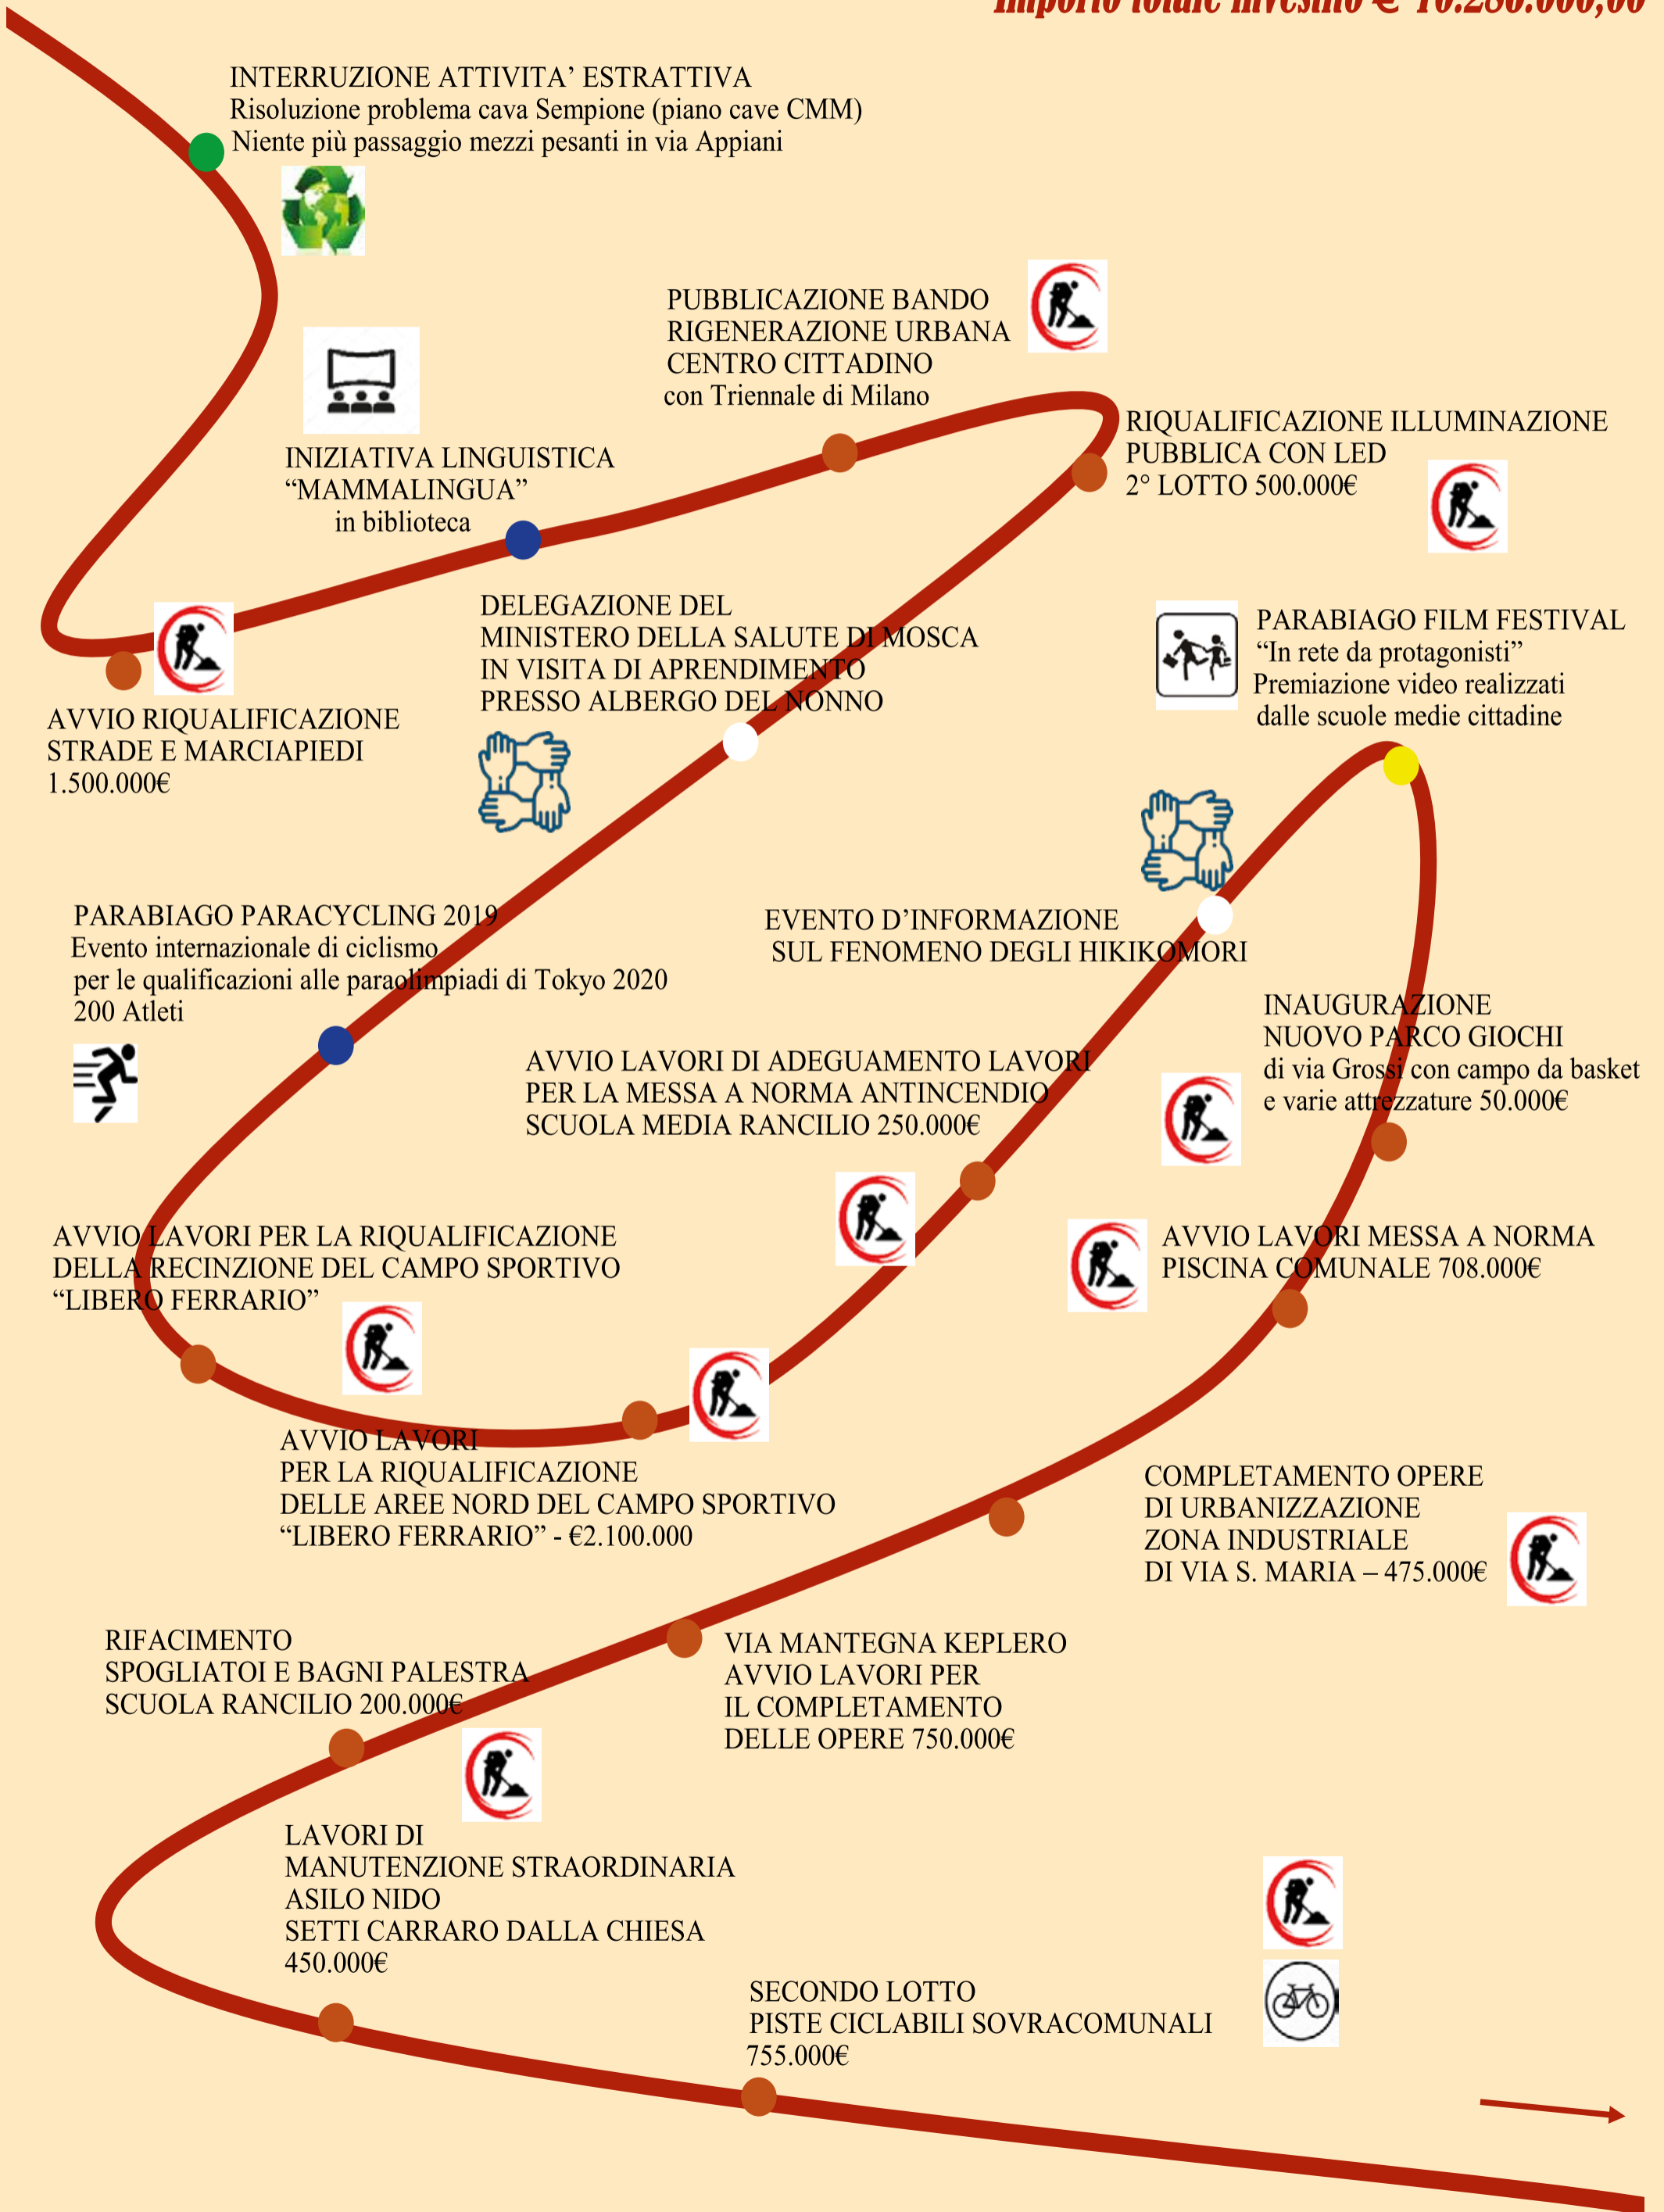 Importo totale investito € 10.280.000,00
INTERRUZIONE ATTIVITA’ ESTRATTIVA
Risoluzione problema cava Sempione (piano cave CMM)
Niente più passaggio mezzi pesanti in via Appiani
PUBBLICAZIONE BANDO
RIGENERAZIONE URBANA
CENTRO CITTADINO
con Triennale di Milano
RIQUALIFICAZIONE ILLUMINAZIONE
PUBBLICA CON LED
2° LOTTO 500.000€
INIZIATIVA LINGUISTICA
“MAMMALINGUA”
in biblioteca
DELEGAZIONE DEL
MINISTERO DELLA SALUTE DI MOSCA
IN VISITA DI APRENDIMENTO
PRESSO ALBERGO DEL NONNO
PARABIAGO FILM FESTIVAL
“In rete da protagonisti”
Premiazione video realizzati
dalle scuole medie cittadine
AVVIO RIQUALIFICAZIONE
STRADE E MARCIAPIEDI
1.500.000€
PARABIAGO PARACYCLING 2019
Evento internazionale di ciclismo
per le qualificazioni alle paraolimpiadi di Tokyo 2020
200 Atleti
EVENTO D’INFORMAZIONE
SUL FENOMENO DEGLI HIKIKOMORI
INAUGURAZIONE
NUOVO PARCO GIOCHI
di via Grossi con campo da basket
e varie attrezzature 50.000€
AVVIO LAVORI DI ADEGUAMENTO LAVORI
PER LA MESSA A NORMA ANTINCENDIO
SCUOLA MEDIA RANCILIO 250.000€
AVVIO LAVORI PER LA RIQUALIFICAZIONE
DELLA RECINZIONE DEL CAMPO SPORTIVO
“LIBERO FERRARIO”
AVVIO LAVORI MESSA A NORMA
PISCINA COMUNALE 708.000€
AVVIO LAVORI
PER LA RIQUALIFICAZIONE
DELLE AREE NORD DEL CAMPO SPORTIVO
“LIBERO FERRARIO” - €2.100.000
COMPLETAMENTO OPERE
DI URBANIZZAZIONE
ZONA INDUSTRIALE
DI VIA S. MARIA – 475.000€
RIFACIMENTO
SPOGLIATOI E BAGNI PALESTRA
SCUOLA RANCILIO 200.000€
VIA MANTEGNA KEPLERO
AVVIO LAVORI PER
IL COMPLETAMENTO
DELLE OPERE 750.000€
LAVORI DI
MANUTENZIONE STRAORDINARIA
ASILO NIDO
SETTI CARRARO DALLA CHIESA
450.000€
SECONDO LOTTO
PISTE CICLABILI SOVRACOMUNALI
755.000€